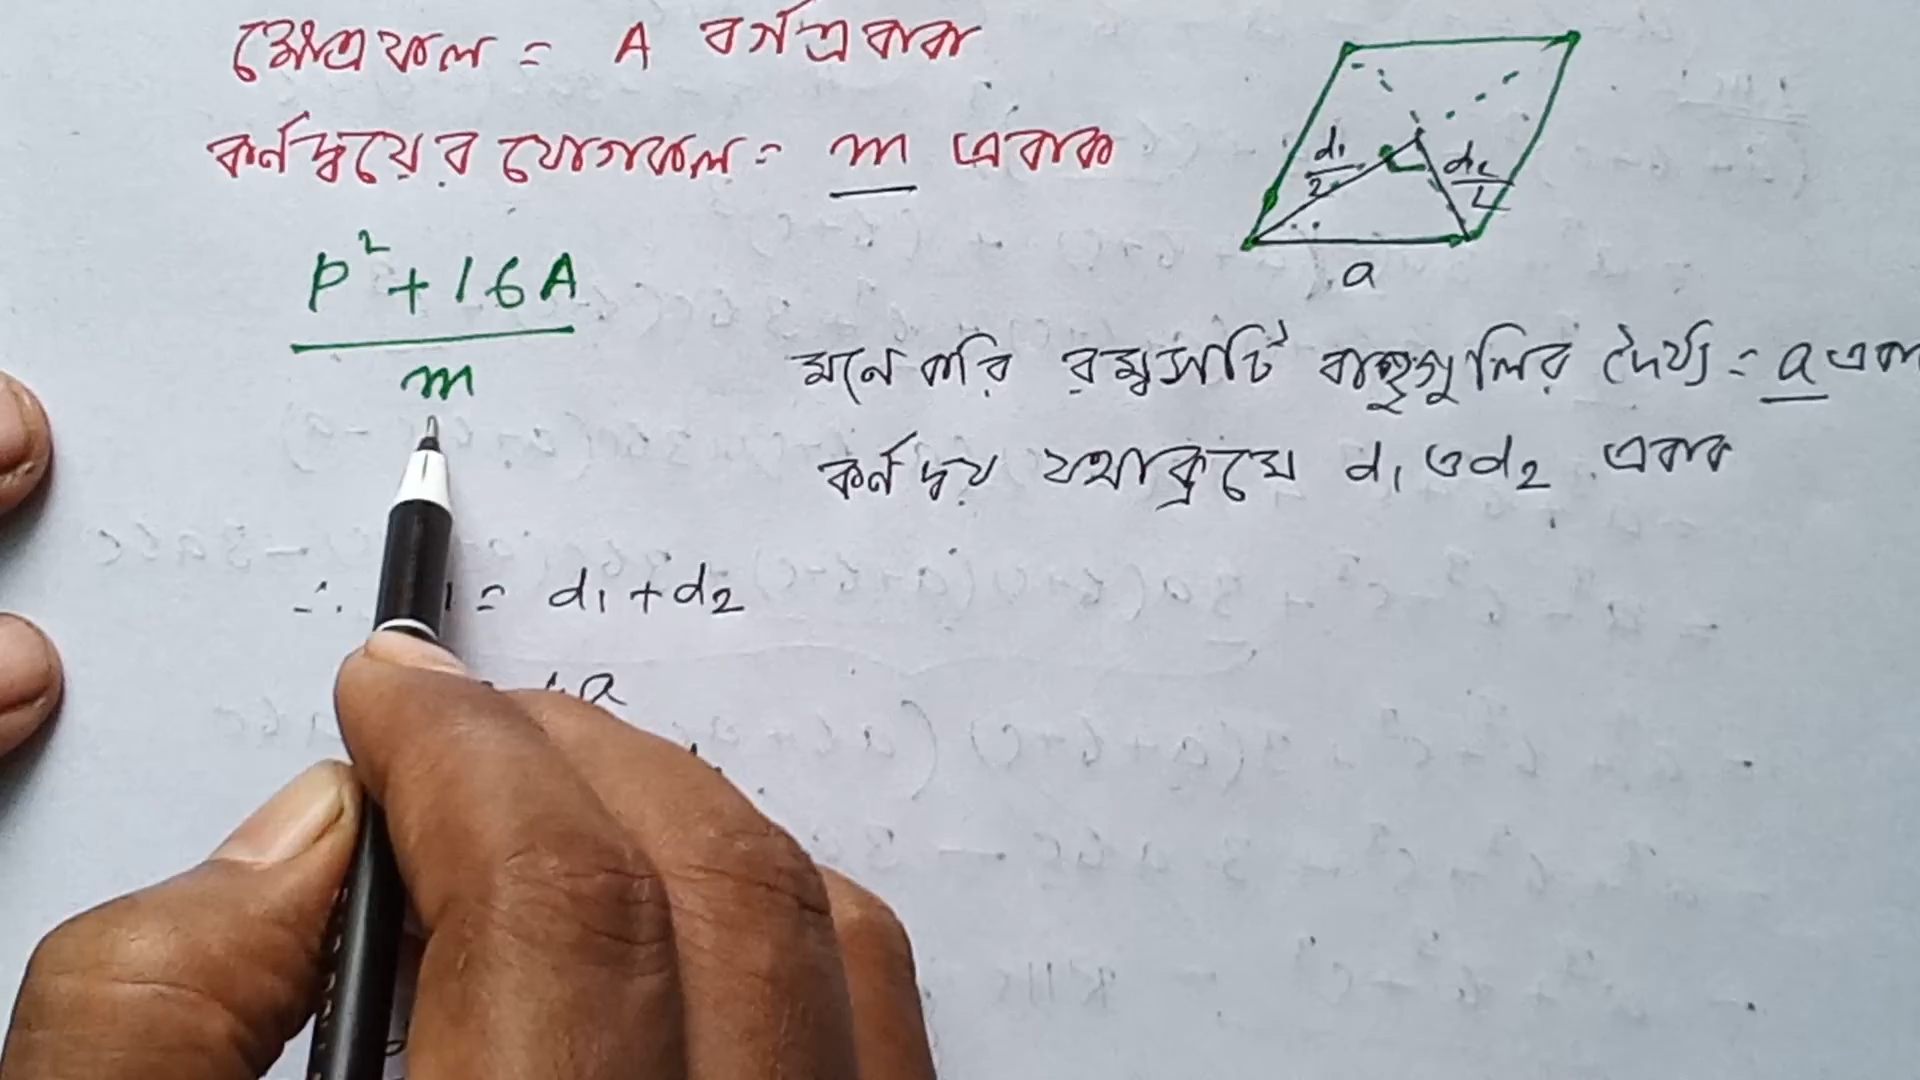 ক্ষেত্রফল = A বর্গএকক
কর্ণদ্বয়ের যোগফল = m একক
d₁/2
d₂/2
a
p² + 16A
m
মনে করি রম্বসটি বাহুগুলির দৈর্ঘ্য = a
কর্ণদ্বয় যথাক্রমে d₁ ও d₂ একক
∴ = d₁ + d₂
a